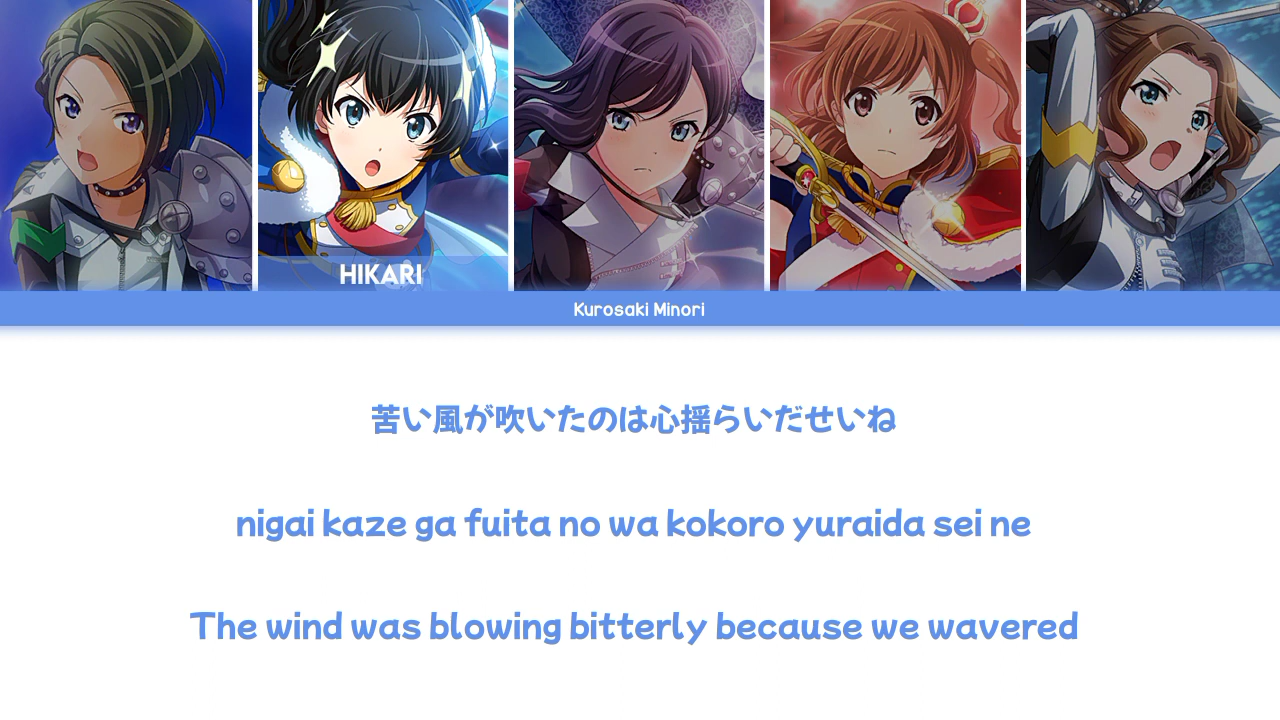 HIKARI
Kurosaki Minori
苦い風が吹いたのは心揺らいだせいね
nigai kaze ga fuita no wa kokoro yuraida sei ne
The wind was blowing bitterly because we wavered